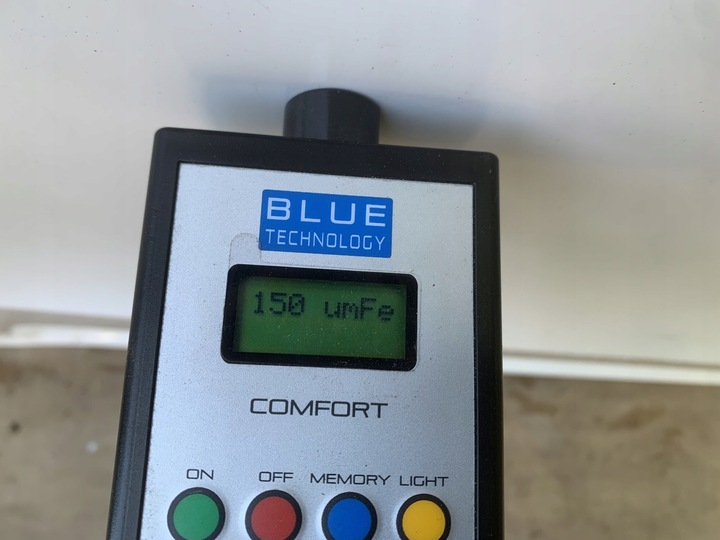 BLUE
TECHNOLOGY
150 umFe
COMFORT
ON OFF MEMORY LIGHT